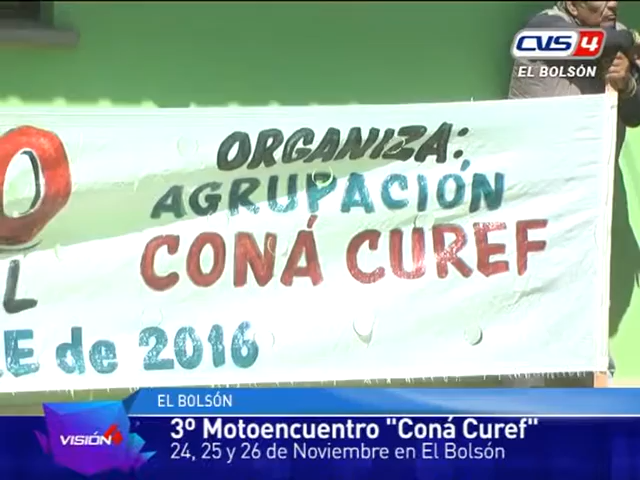 CVS 4
EL BOLSÓN
O
ORGANIZA:
AGRUPACIÓN
CONÁ CUREF
L
RE de 2016
EL BOLSÓN
VISIÓN 4
3º Motoencuentro "Coná Curef"
24, 25 y 26 de Noviembre en El Bolsón